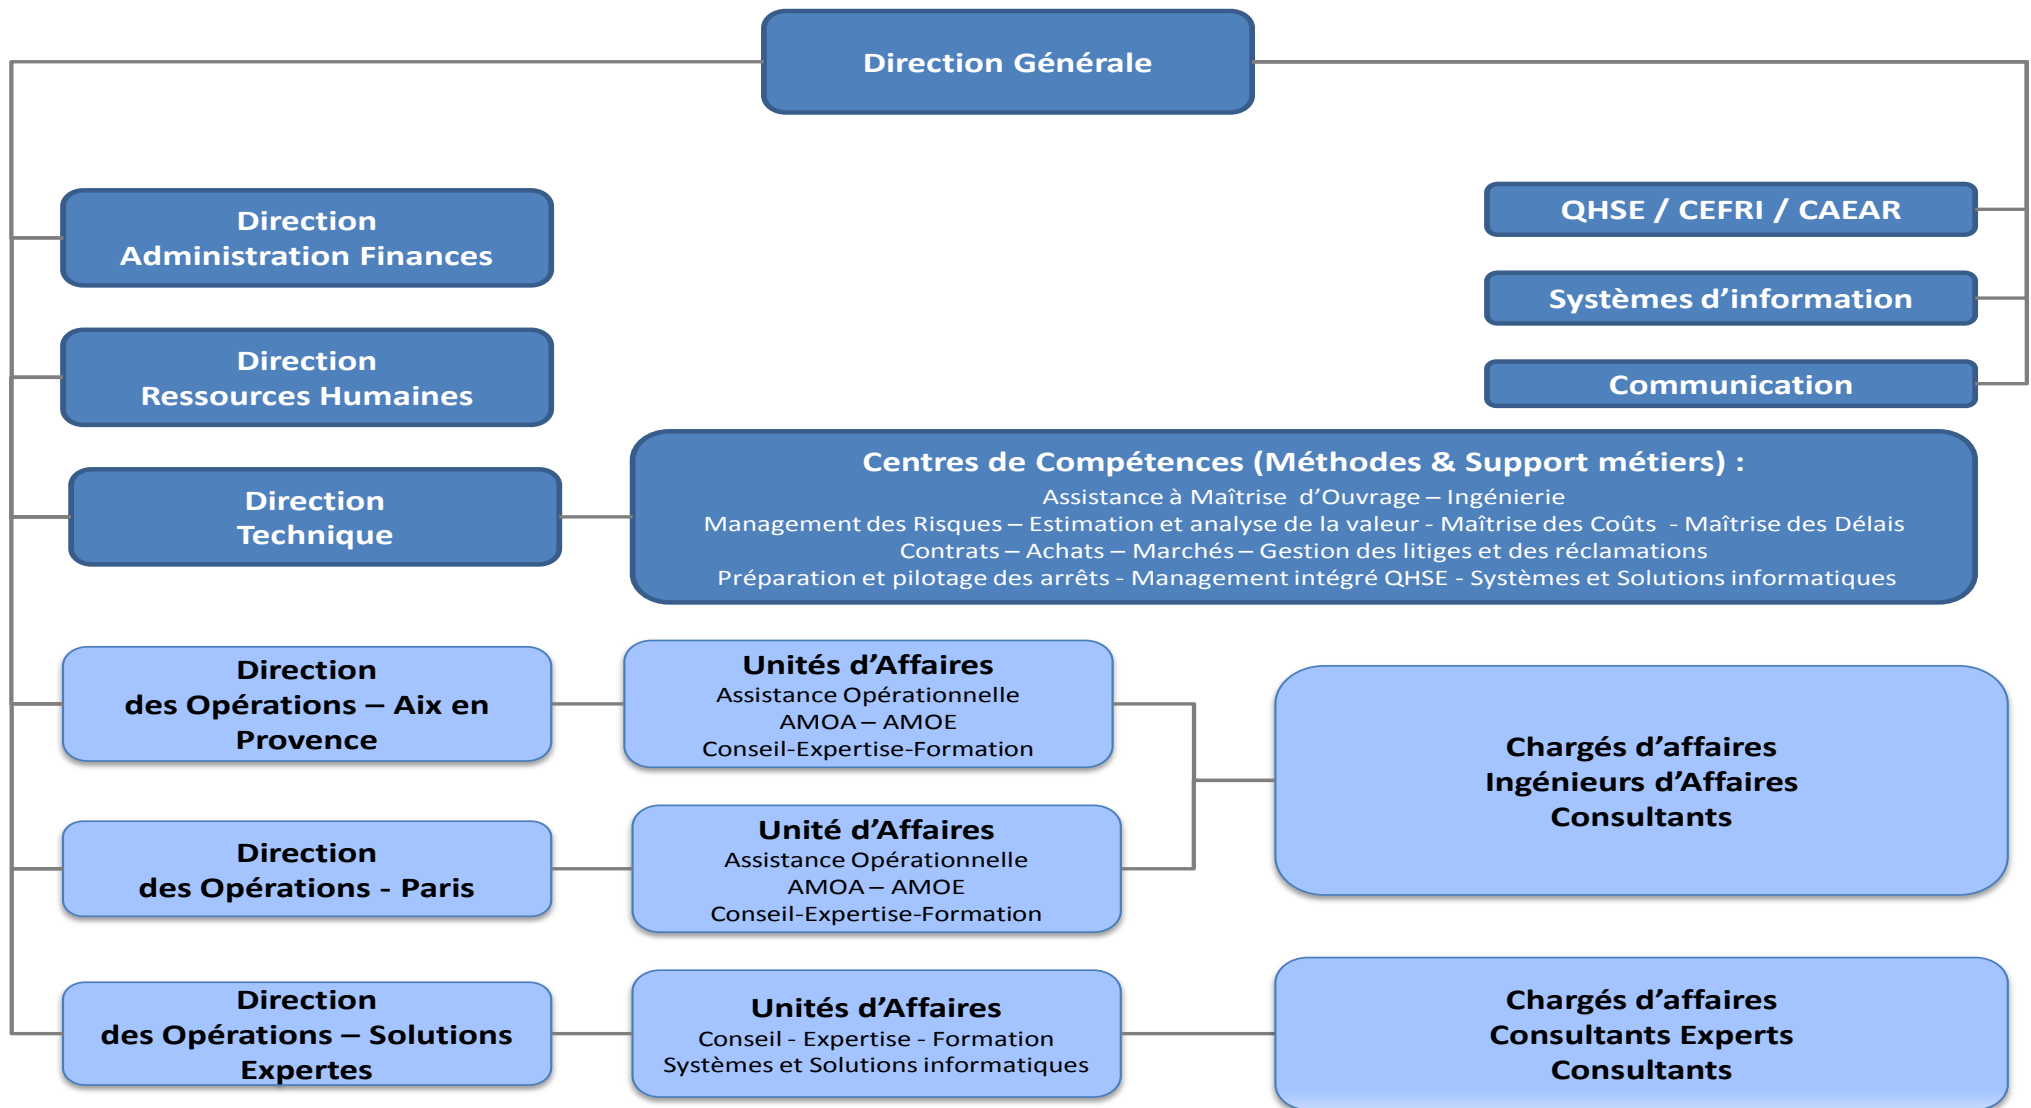 Direction Générale
Direction
Administration Finances
QHSE / CEFRI / CAEAR
Systèmes d’information
Direction
Ressources Humaines
Communication
Direction
Technique
Centres de Compétences (Méthodes & Support métiers) :
Assistance à Maîtrise d’Ouvrage – Ingénierie
Management des Risques – Estimation et analyse de la valeur - Maîtrise des Coûts - Maîtrise des Délais
Contrats – Achats – Marchés – Gestion des litiges et des réclamations
Préparation et pilotage des arrêts - Management intégré QHSE - Systèmes et Solutions informatiques
Direction
des Opérations – Aix en
Provence
Unités d’Affaires
Assistance Opérationnelle
AMOA – AMOE
Conseil-Expertise-Formation
Chargés d’affaires
Ingénieurs d’Affaires
Consultants
Direction
des Opérations - Paris
Unité d’Affaires
Assistance Opérationnelle
AMOA – AMOE
Conseil-Expertise-Formation
Direction
des Opérations – Solutions
Expertes
Unités d’Affaires
Conseil - Expertise - Formation
Systèmes et Solutions informatiques
Chargés d’affaires
Consultants Experts
Consultants